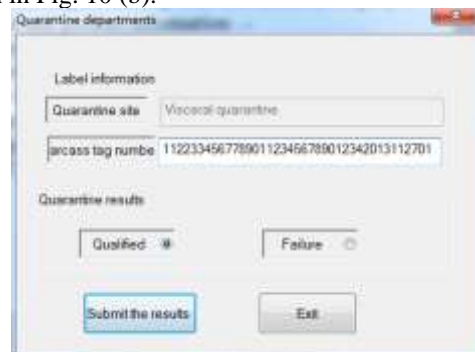 in Fig. 10 (b).
Quarantine departments
Label information
Quarantine site Visceral quarantine
arcass tag numbe 112233456778901123456789012342013112701
Quarantine results
Qualified Failure
Submit the results Exit